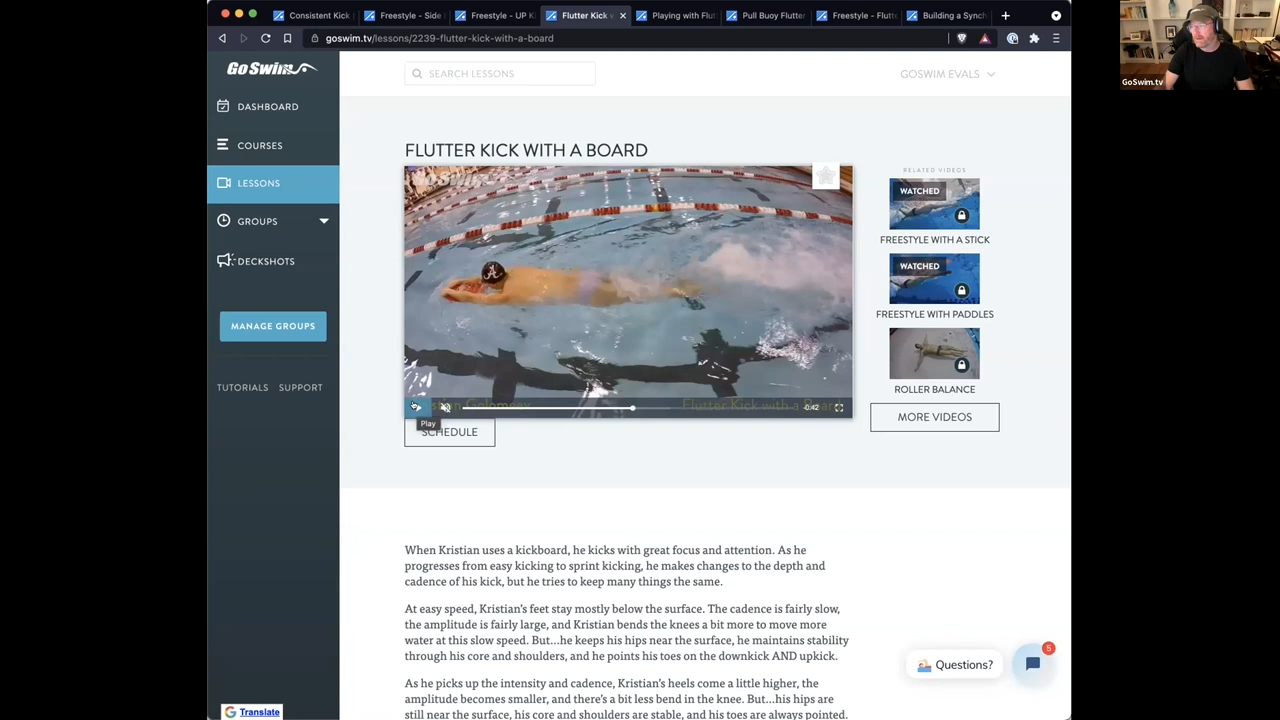 Consistent Kick
Freestyle - Side
Freestyle - UP K
Flutter Kick
Playing with Flut
Pull Buoy Flutter
Freestyle - Flutte
Building a Synch
goswim.tv/lessons/2239-flutter-kick-with-a-board
GoSwim
SEARCH LESSONS
GOSWIM EVALS
GoSwim.tv
DASHBOARD
COURSES
LESSONS
GROUPS
DECKSHOTS
MANAGE GROUPS
TUTORIALS SUPPORT
FLUTTER KICK WITH A BOARD
GoSwim
A
Flutter Kick with a Board
-0:42
Play
SCHEDULE
RELATED VIDEOS
WATCHED
FREESTYLE WITH A STICK
WATCHED
FREESTYLE WITH PADDLES
ROLLER BALANCE
MORE VIDEOS
When Kristian uses a kickboard, he kicks with great focus and attention. As he
progresses from easy kicking to sprint kicking, he makes changes to the depth and
cadence of his kick, but he tries to keep many things the same.
At easy speed, Kristian's feet stay mostly below the surface. The cadence is fairly slow,
the amplitude is fairly large, and Kristian bends the knees a bit more to move more
water at this slow speed. But...he keeps his hips near the surface, he maintains stability
through his core and shoulders, and he points his toes on the downkick AND upkick.
As he picks up the intensity and cadence, Kristian's heels come a little higher, the
amplitude becomes smaller, and there's a bit less bend in the knee. But...his hips are
still near the surface, his core and shoulders are stable, and his toes are always pointed.
Questions?
5
Translate